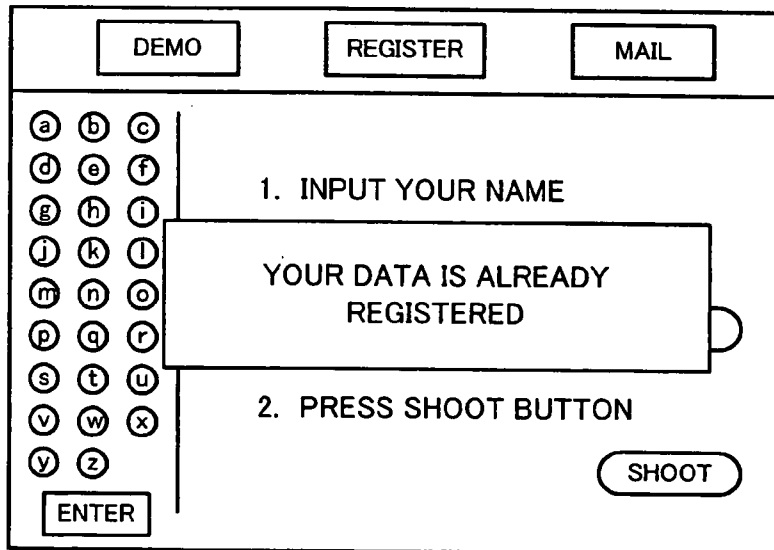 DEMO REGISTER MAIL
a b c
d e f
g h i
j k l
m n o
p q r
s t u
v w x
y z
ENTER
1. INPUT YOUR NAME
YOUR DATA IS ALREADY
REGISTERED
2. PRESS SHOOT BUTTON
SHOOT